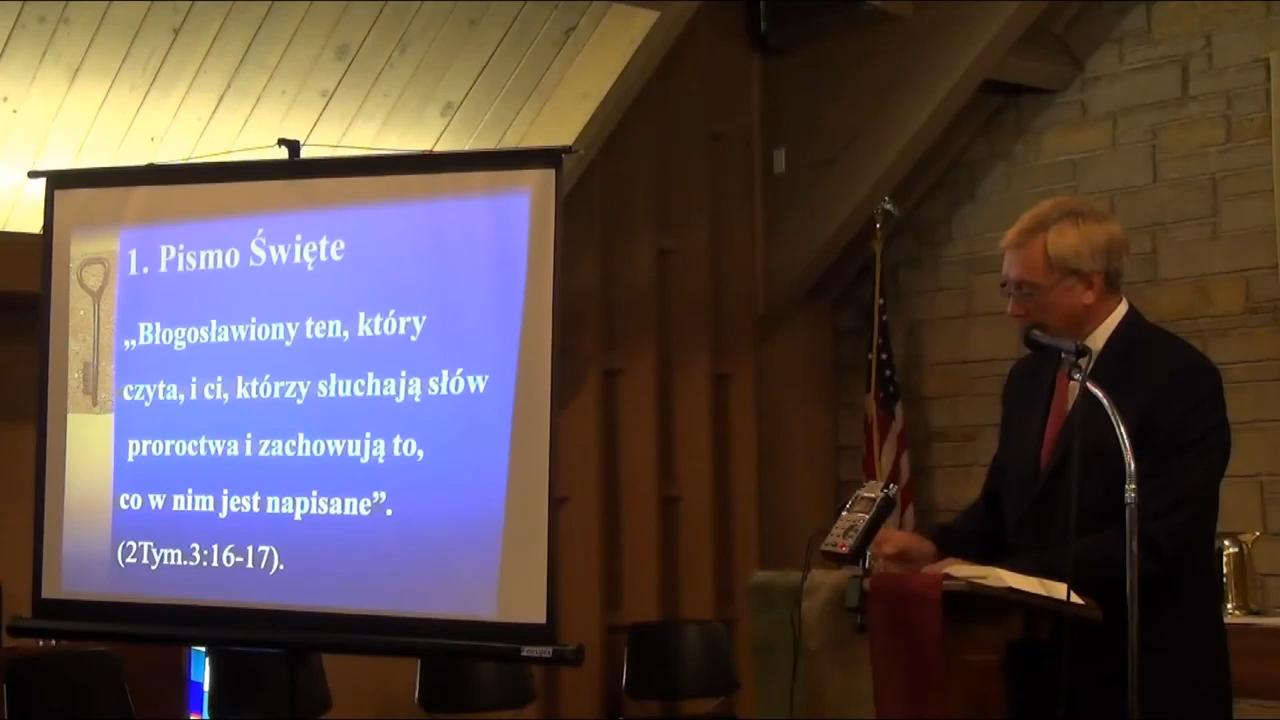 1. Pismo Święte
„Błogosławiony ten, który
czyta, i ci, którzy słuchają słów
proroctwa i zachowują to,
co w nim jest napisane”.
(2Tym.3:16-17).